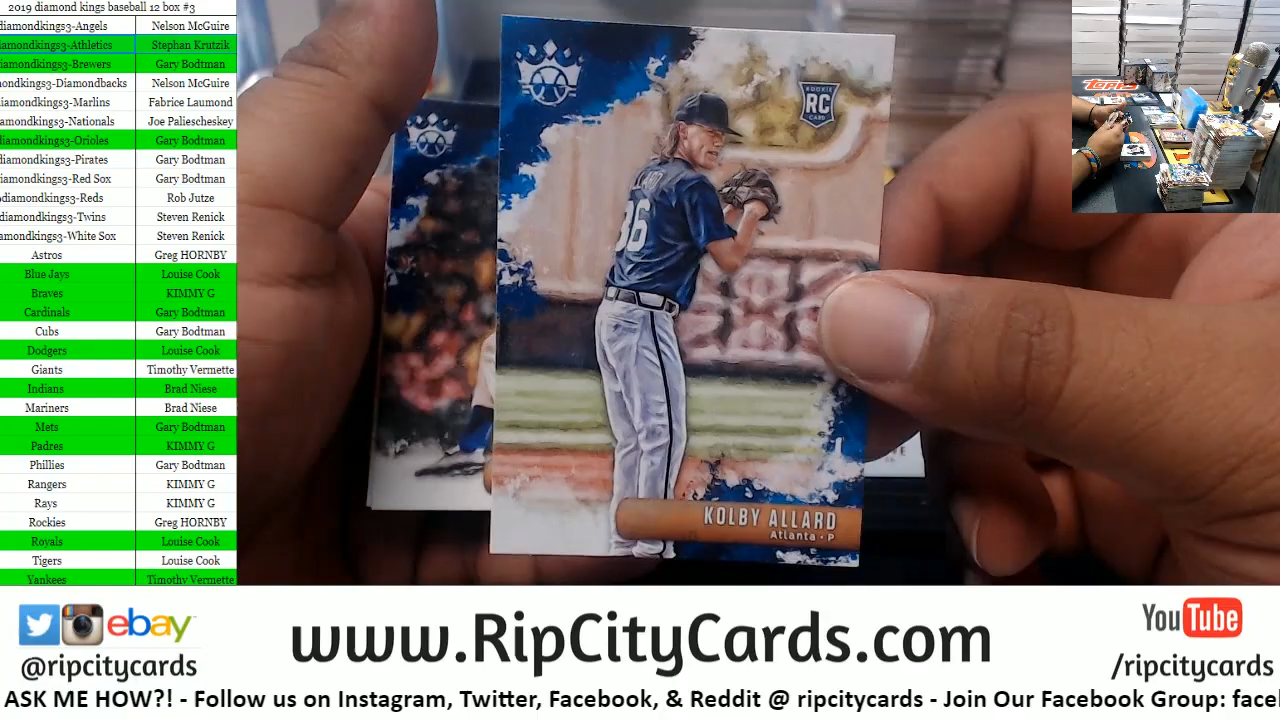 2019 diamond kings baseball 12 box #3
diamondkings3-Angels Nelson McGuire
iamondkings3-Athletics Stephan Krutzik
diamondkings3-Brewers Gary Bodtman
mondkings3-Diamondbacks Nelson McGuire
diamondkings3-Marlins Fabrice Laumond
iamondkings3-Nationals Joe Paliescheskey
diamondkings3-Orioles Gary Bodtman
diamondkings3-Pirates Gary Bodtman
diamondkings3-Red Sox Gary Bodtman
diamondkings3-Reds Rob Jutze
diamondkings3-Twins Steven Renick
amondkings3-White Sox Steven Renick
Astros Greg HORNBY
Blue Jays Louise Cook
Braves KIMMY G
Cardinals Gary Bodtman
Cubs Gary Bodtman
Dodgers Louise Cook
Giants Timothy Vermette
Indians Brad Niese
Mariners Brad Niese
Mets Gary Bodtman
Padres KIMMY G
Phillies Gary Bodtman
Rangers KIMMY G
Rays KIMMY G
Rockies Greg HORNBY
Royals Louise Cook
Tigers Louise Cook
Yankees Timothy Vermette
ROOKIE
RC
CARD
ALLARD
36
KOLBY ALLARD
Atlanta • P
Topps
ebay
@ripcitycards
www.RipCityCards.com
YouTube
/ripcitycards
ASK ME HOW?! - Follow us on Instagram, Twitter, Facebook, & Reddit @ ripcitycards - Join Our Facebook Group: face